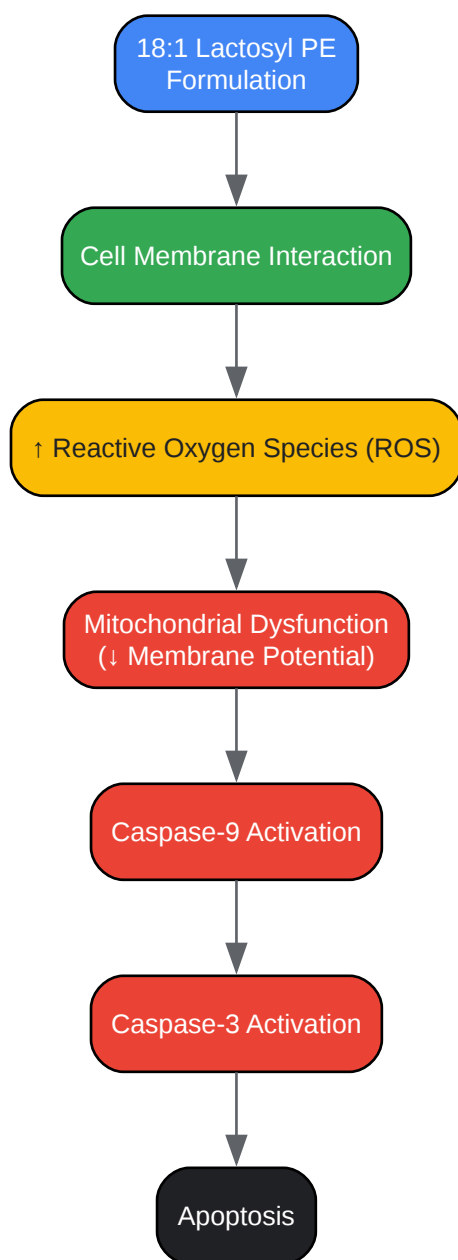 18:1 Lactosyl PE
Formulation
Cell Membrane Interaction
↑ Reactive Oxygen Species (ROS)
Mitochondrial Dysfunction
(↓ Membrane Potential)
Caspase-9 Activation
Caspase-3 Activation
Apoptosis